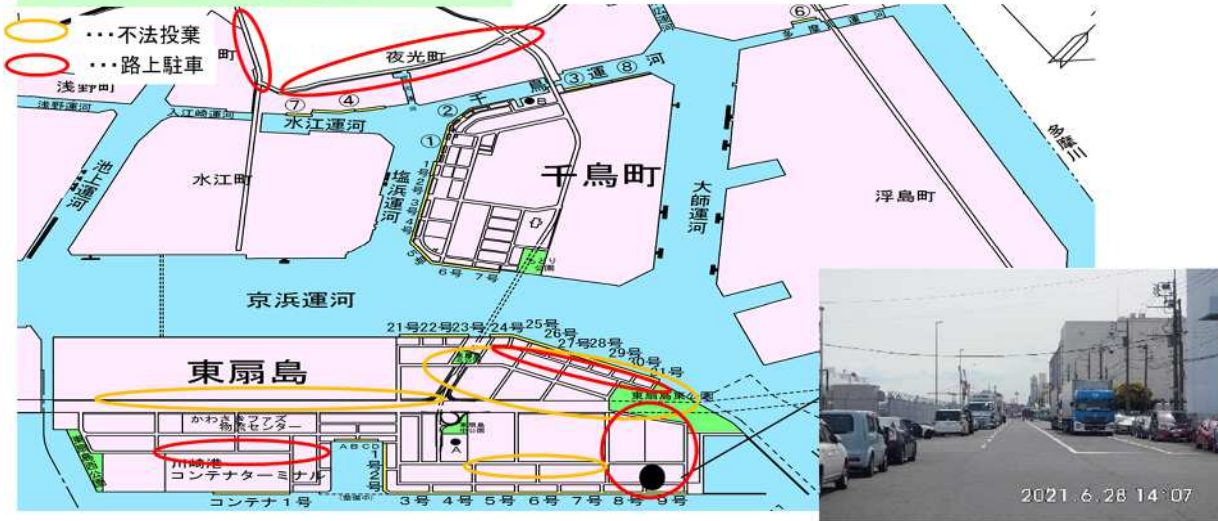 ･･･不法投棄
･･･路上駐車
町
夜光町
浅野町
浅野運河
入江崎運河
水江運河
⑦
④
②
①
千鳥運河
③
⑧
⑥
多摩運河
多摩川
池上運河
水江町
塩浜運河
1号
2号
3号
4号
5号
6号
7号
千鳥町
B
大師運河
浮島町
京浜運河
21号22号23号
24号
25号
26号
27号28号
29号
30号
31号
東扇島
東扇島東公園
かわさきファズ
物流センター
川崎港
コンテナターミナル
A B C D
1号
2号
A
コンテナ1号
3号
4号
5号
6号
7号
8号
9号
2021.6.28 14:07